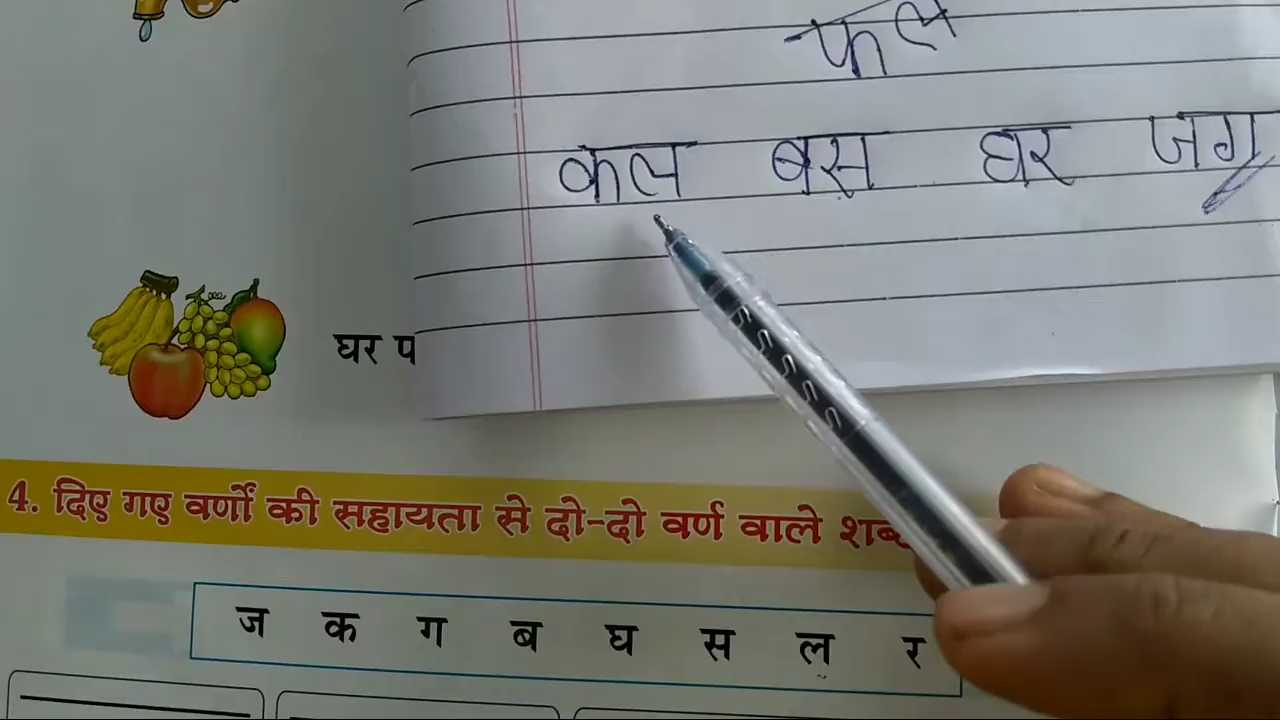 फल
कल बस घर जग
घर प
4. दिए गए वर्णों की सहायता से दो-दो वर्ण वाले
ज क ग ब घ स ल र